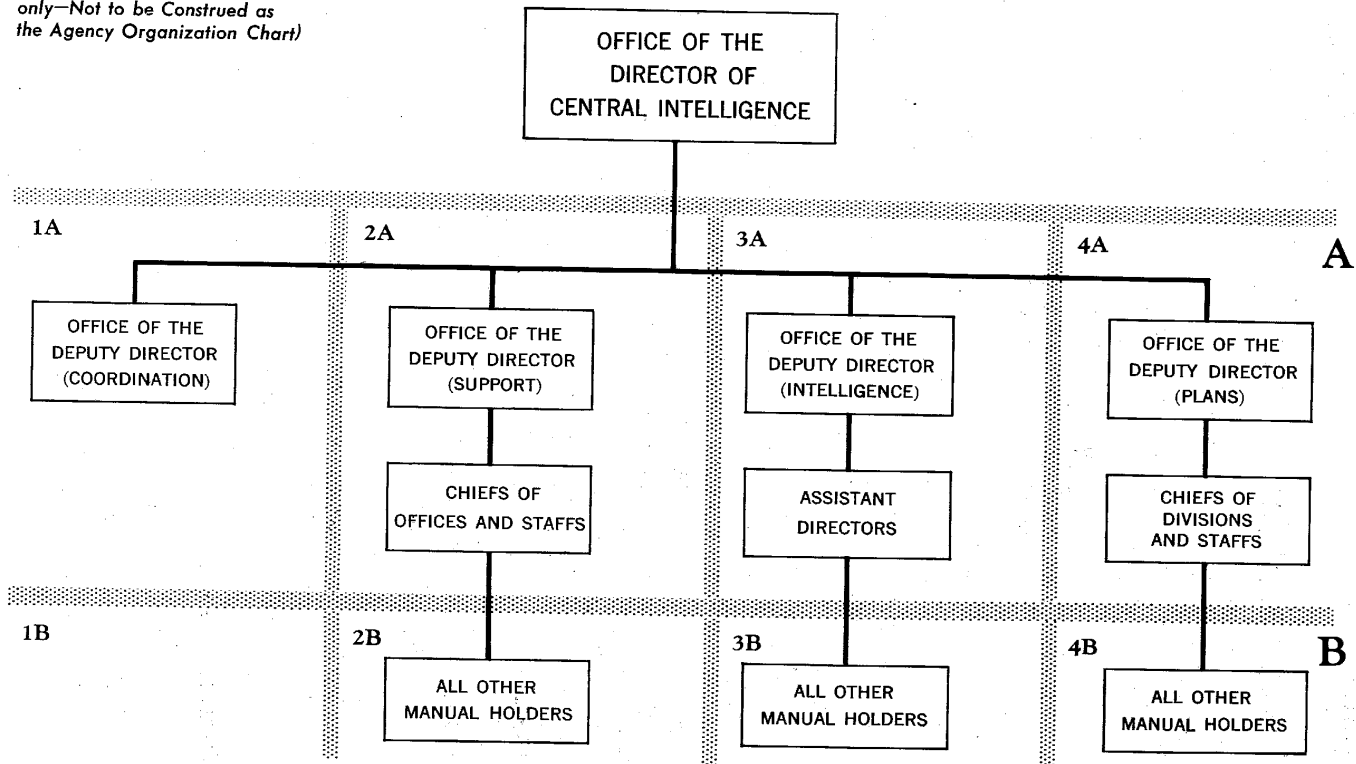 only—Not to be Construed as
the Agency Organization Chart)
OFFICE OF THE
DIRECTOR OF
CENTRAL INTELLIGENCE
1A
2A
3A
4A
A
OFFICE OF THE
DEPUTY DIRECTOR
(COORDINATION)
OFFICE OF THE
DEPUTY DIRECTOR
(SUPPORT)
OFFICE OF THE
DEPUTY DIRECTOR
(INTELLIGENCE)
OFFICE OF THE
DEPUTY DIRECTOR
(PLANS)
CHIEFS OF
OFFICES AND STAFFS
ASSISTANT
DIRECTORS
CHIEFS OF
DIVISIONS
AND STAFFS
1B
2B
3B
4B
B
ALL OTHER
MANUAL HOLDERS
ALL OTHER
MANUAL HOLDERS
ALL OTHER
MANUAL HOLDERS